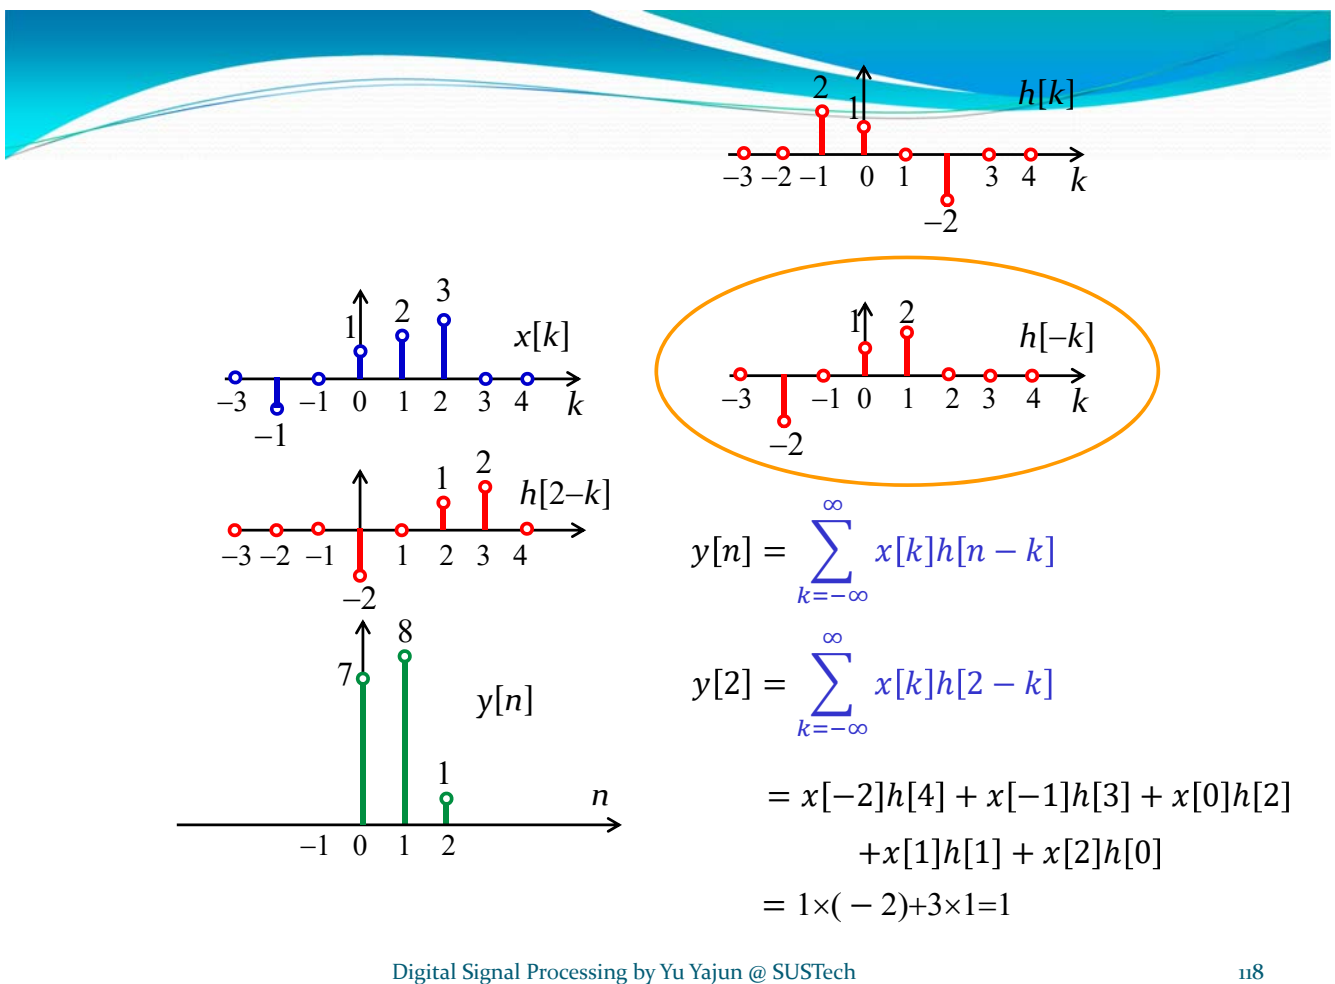 2
1
h[k]
−3 −2 −1 0 1 3 4 k
−2
1 2 3
x[k]
−3 −1 0 1 2 3 4 k
−1
1 2
h[−k]
−3 −1 0 1 2 3 4 k
−2
1 2
h[2−k]
−3 −2 −1 1 2 3 4
−2
y[n] = ∑_{k=−∞}^{∞} x[k]h[n − k]
7 8 1
y[n]
n
−1 0 1 2
y[2] = ∑_{k=−∞}^{∞} x[k]h[2 − k]
= x[−2]h[4] + x[−1]h[3] + x[0]h[2]
+x[1]h[1] + x[2]h[0]
= 1×( − 2)+3×1=1
Digital Signal Processing by Yu Yajun @ SUSTech
118